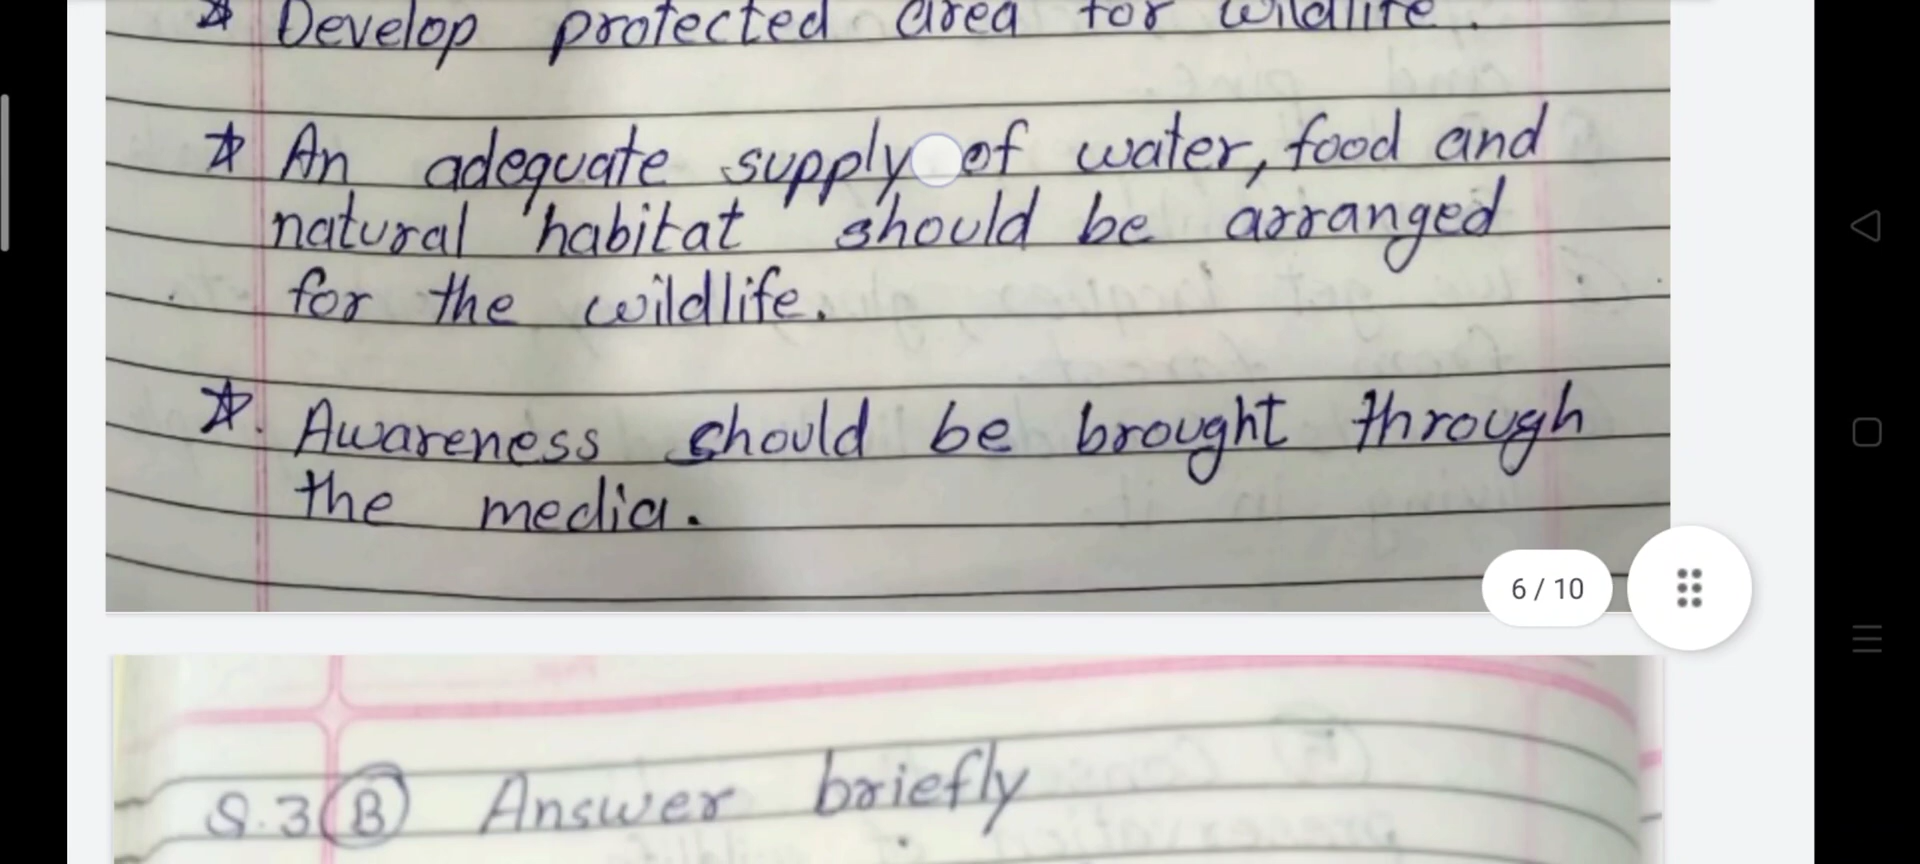 ☆ Develop protected area for wildlife.
☆ An adequate supply of water, food and
natural habitat should be arranged
for the wildlife.
☆. Awareness should be brought through
the media.
6 / 10
Q.3 (B) Answer briefly